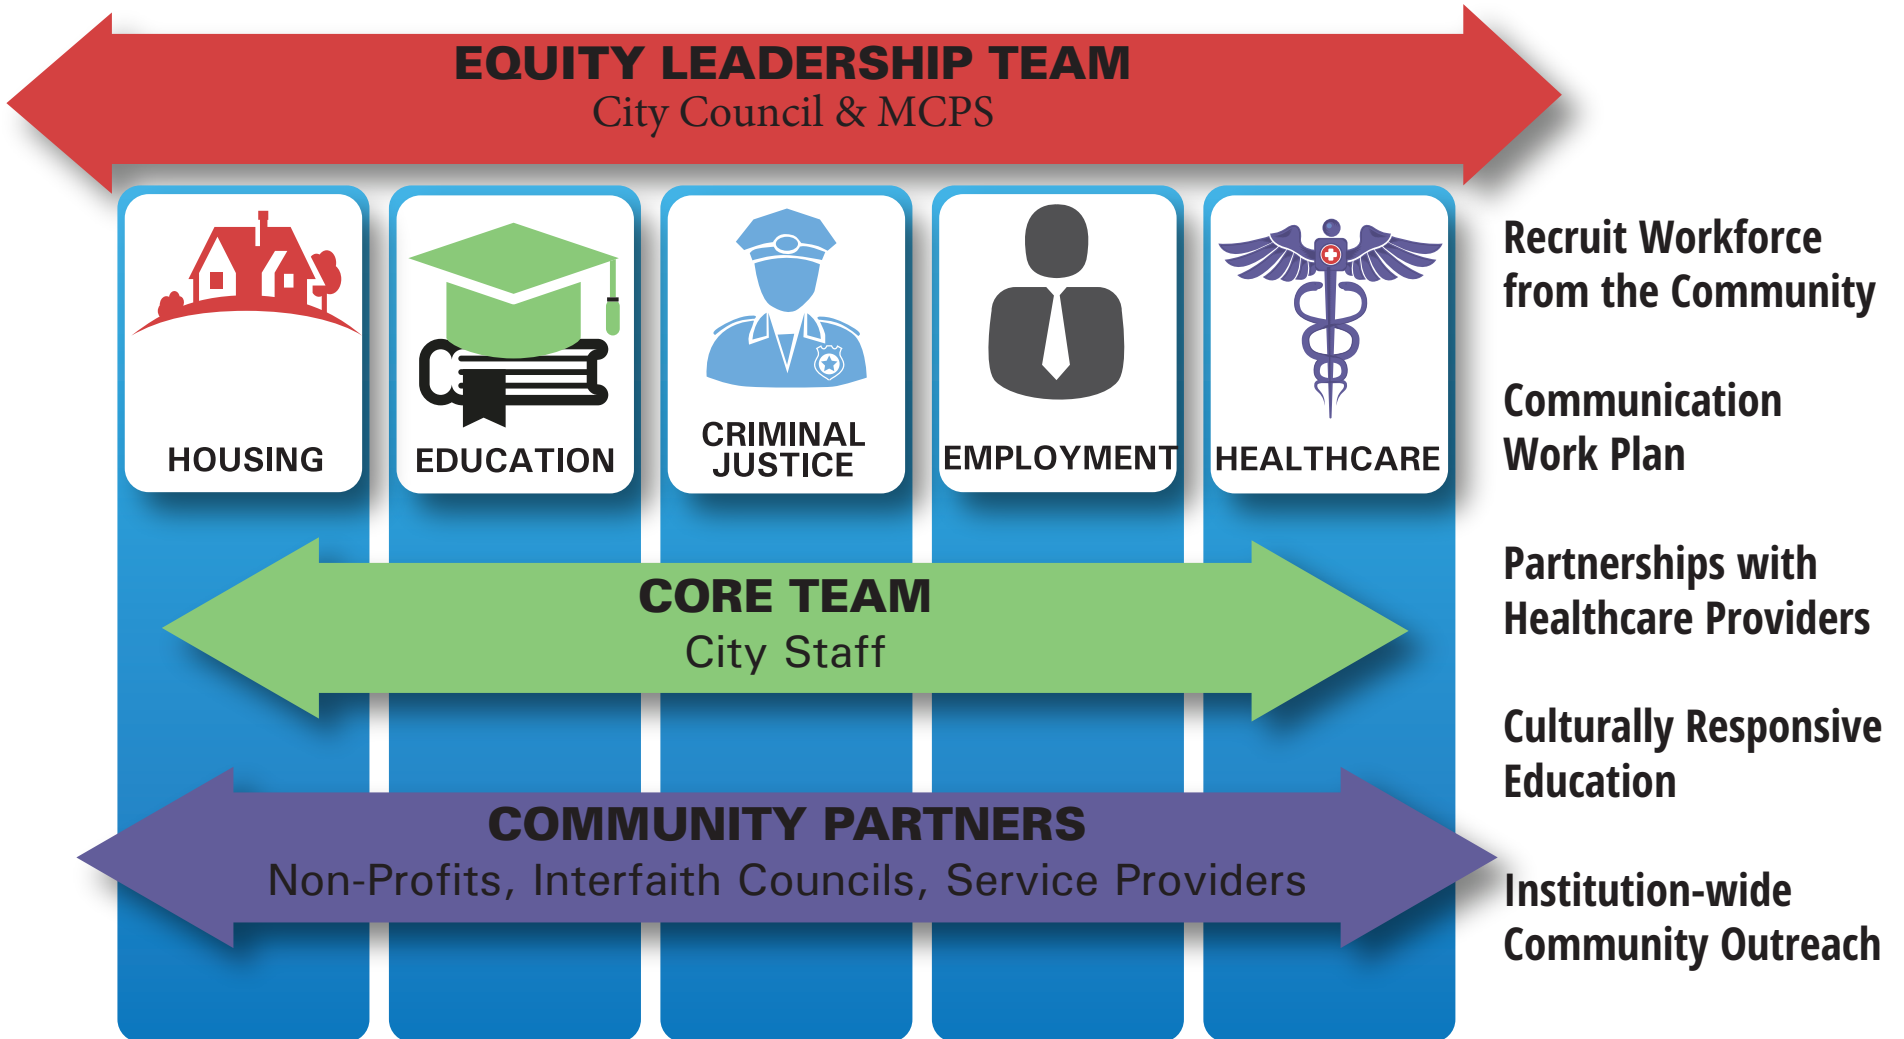 EQUITY LEADERSHIP TEAM
City Council & MCPS
HOUSING
EDUCATION
CRIMINAL
JUSTICE
EMPLOYMENT
HEALTHCARE
CORE TEAM
City Staff
COMMUNITY PARTNERS
Non-Profits, Interfaith Councils, Service Providers
Recruit Workforce
from the Community
Communication
Work Plan
Partnerships with
Healthcare Providers
Culturally Responsive
Education
Institution-wide
Community Outreach